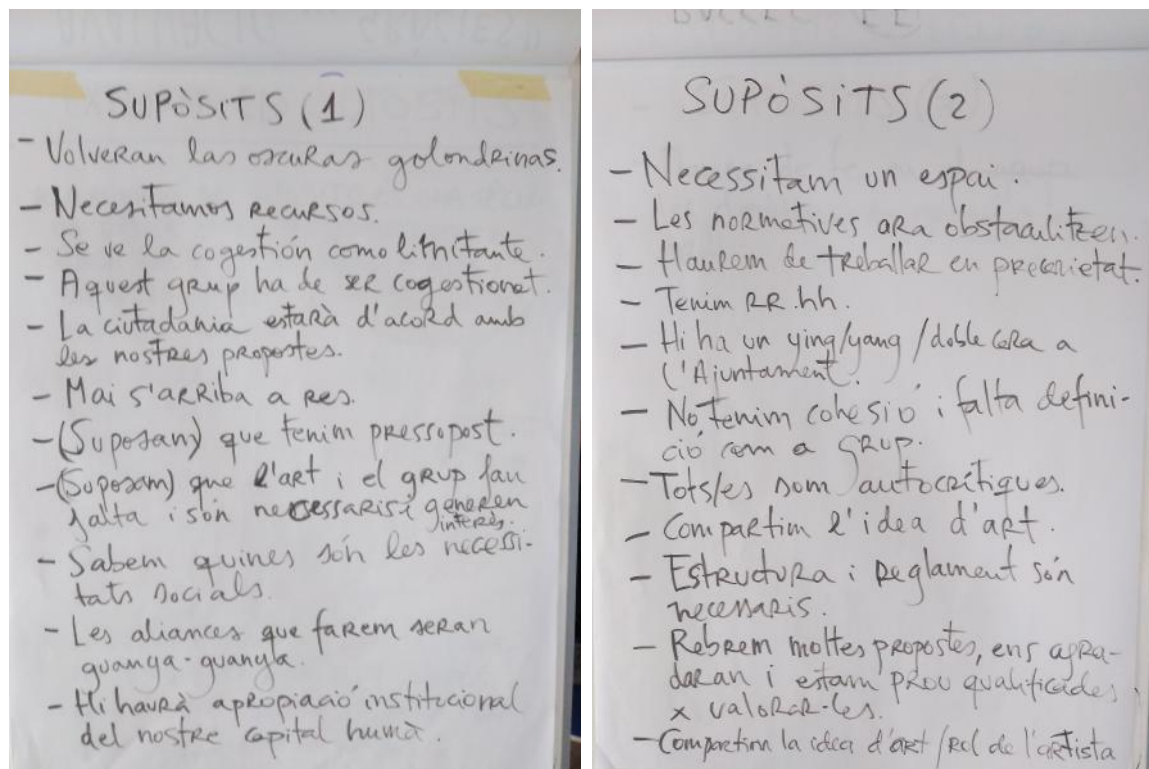 SUPÒSITS (1)
- Volveran las oscuras golondrinas.
- Necesitamos recursos.
- Se ve la cogestión como limitante.
- Aquest grup ha de ser cogestionat.
- La ciutadania estarà d'acord amb
les nostres propostes.
- Mai s'arriba a res.
- (Suposam) que tenim pressupost.
- (Suposam) que l'art i el grup fan
falta i són necessaris i generen
interès.
- Sabem quines són les necessi-
tats socials.
- Les aliances que farem seran
guanya-guanya.
- Hi haurà apropiació institucional
del nostre capital humà.
SUPÒSITS (2)
- Necessitam un espai.
- Les normatives ara obstaculitzen.
- Haurem de treballar en precarietat.
- Tenim RR.hh.
- Hi ha un ying/yang/doble cara a
l'Ajuntament.
- No tenim cohesió i falta defini-
ció com a grup.
- Tots/es som autocrítiques.
- Compartim l'idea d'art.
- Estructura i reglament són
necessaris.
- Rebrem moltes propostes, ens agra-
daran i estam prou qualificades
x valorar-les.
- Compartim la idea d'art/rol de l'artista